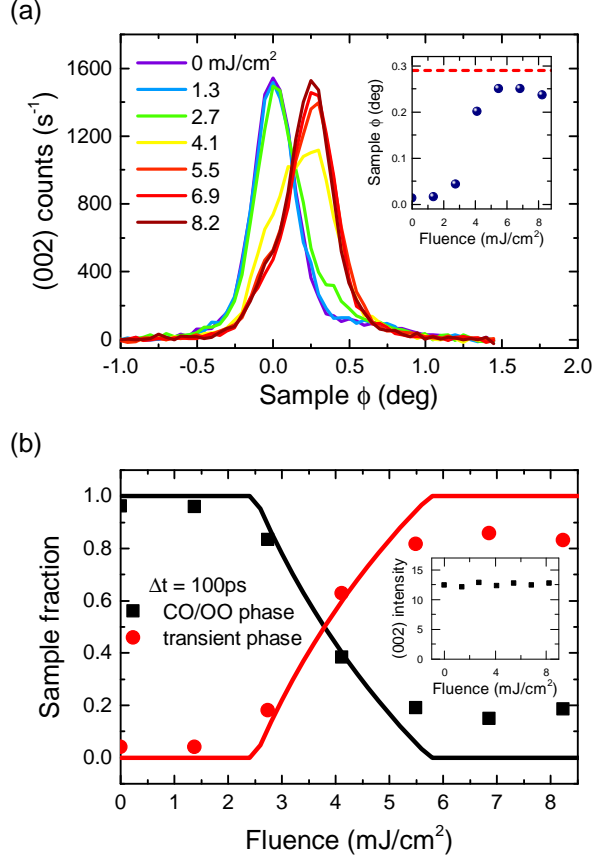 (a)
(002) counts (s⁻¹)
1600
1200
800
400
0
0 mJ/cm²
1.3
2.7
4.1
5.5
6.9
8.2
-1.0
-0.5
0.0
0.5
1.0
1.5
2.0
Sample ϕ (deg)
Sample ϕ (deg)
0.3
0.2
0.1
0.0
0 2 4 6 8
Fluence (mJ/cm²)
(b)
Sample fraction
1.0
0.8
0.6
0.4
0.2
0.0
Δt = 100ps
CO/OO phase
transient phase
(002) intensity
15
10
5
0
0 2 4 6 8
Fluence (mJ/cm²)
0 1 2 3 4 5 6 7 8
Fluence (mJ/cm²)